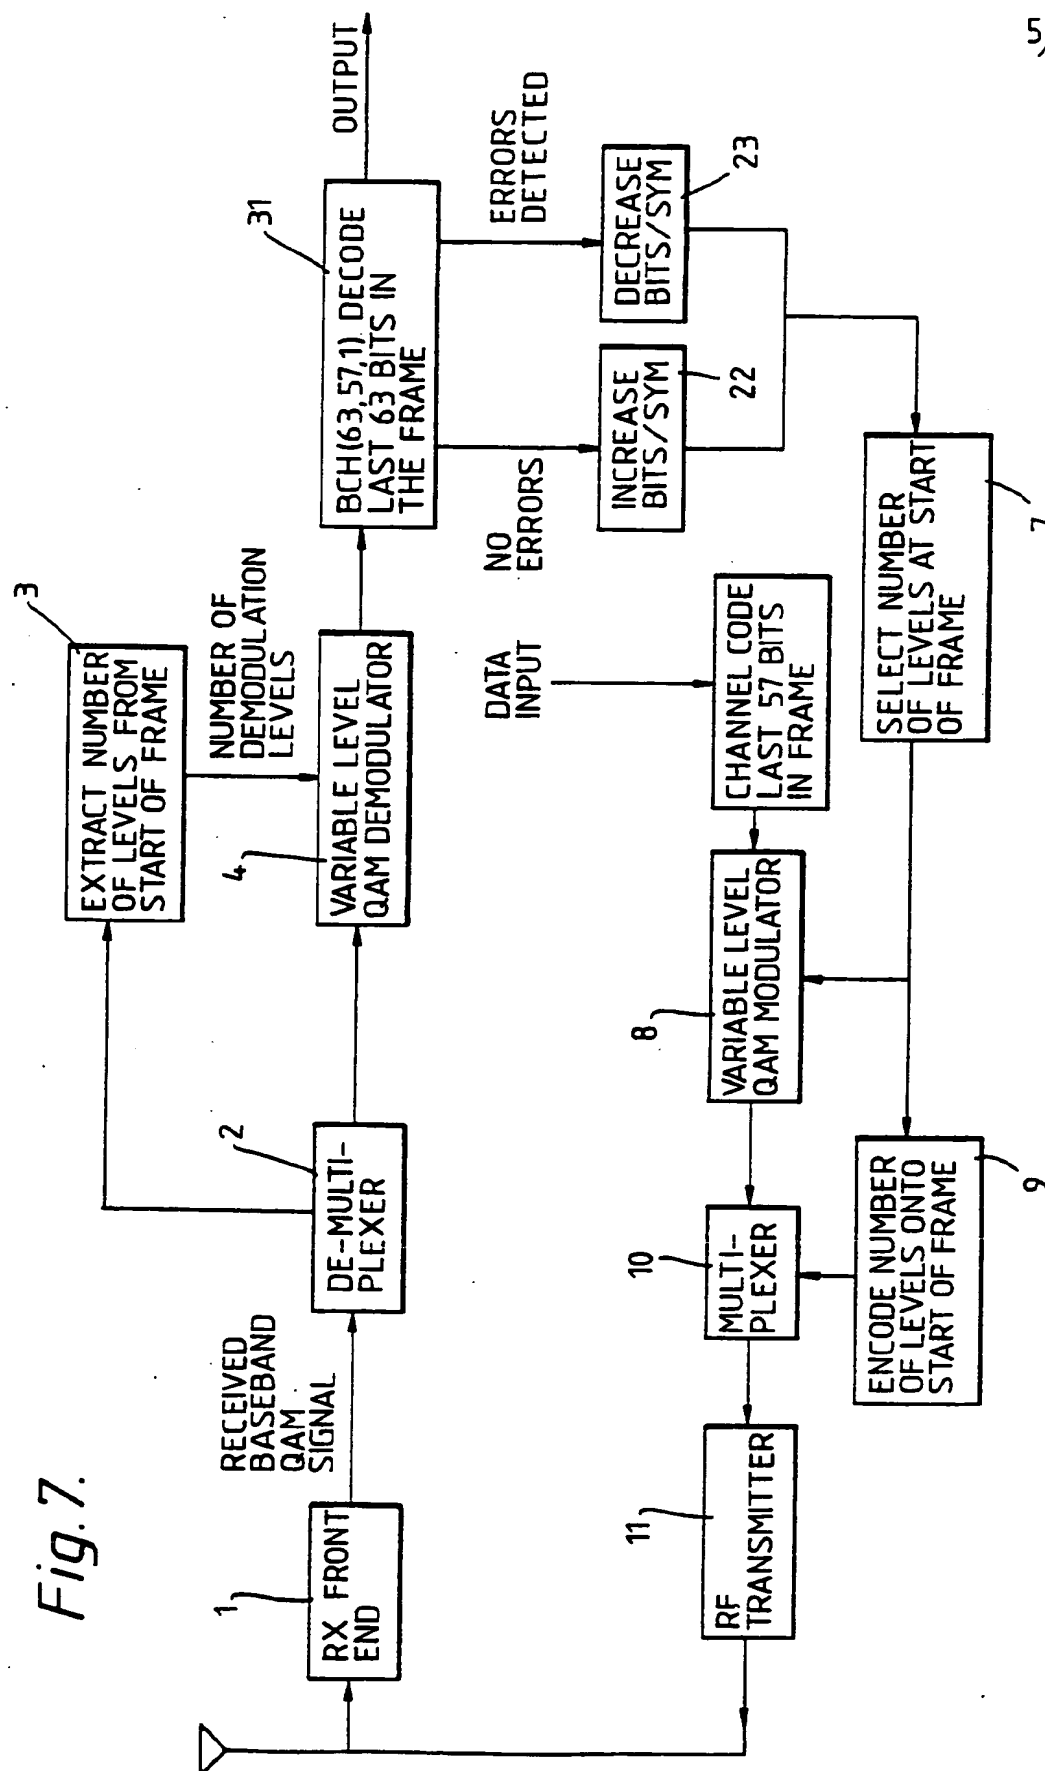 Fig. 7.
1
RX FRONT
END
RECEIVED
BASEBAND
QAM
SIGNAL
2
DE-MULTI-
PLEXER
3
EXTRACT NUMBER
OF LEVELS FROM
START OF FRAME
NUMBER OF
DEMODULATION
LEVELS
4
VARIABLE LEVEL
QAM DEMODULATOR
31
BCH(63,57,1) DECODE
LAST 63 BITS IN
THE FRAME
OUTPUT
NO
ERRORS
ERRORS
DETECTED
INCREASE
BITS/SYM
22
DECREASE
BITS/SYM
23
DATA
INPUT
CHANNEL CODE
LAST 57 BITS
IN FRAME
SELECT NUMBER
OF LEVELS AT START
OF FRAME
7
8
VARIABLE LEVEL
QAM MODULATOR
10
MULTI-
PLEXER
ENCODE NUMBER
OF LEVELS ONTO
START OF FRAME
9
11
RF
TRANSMITTER